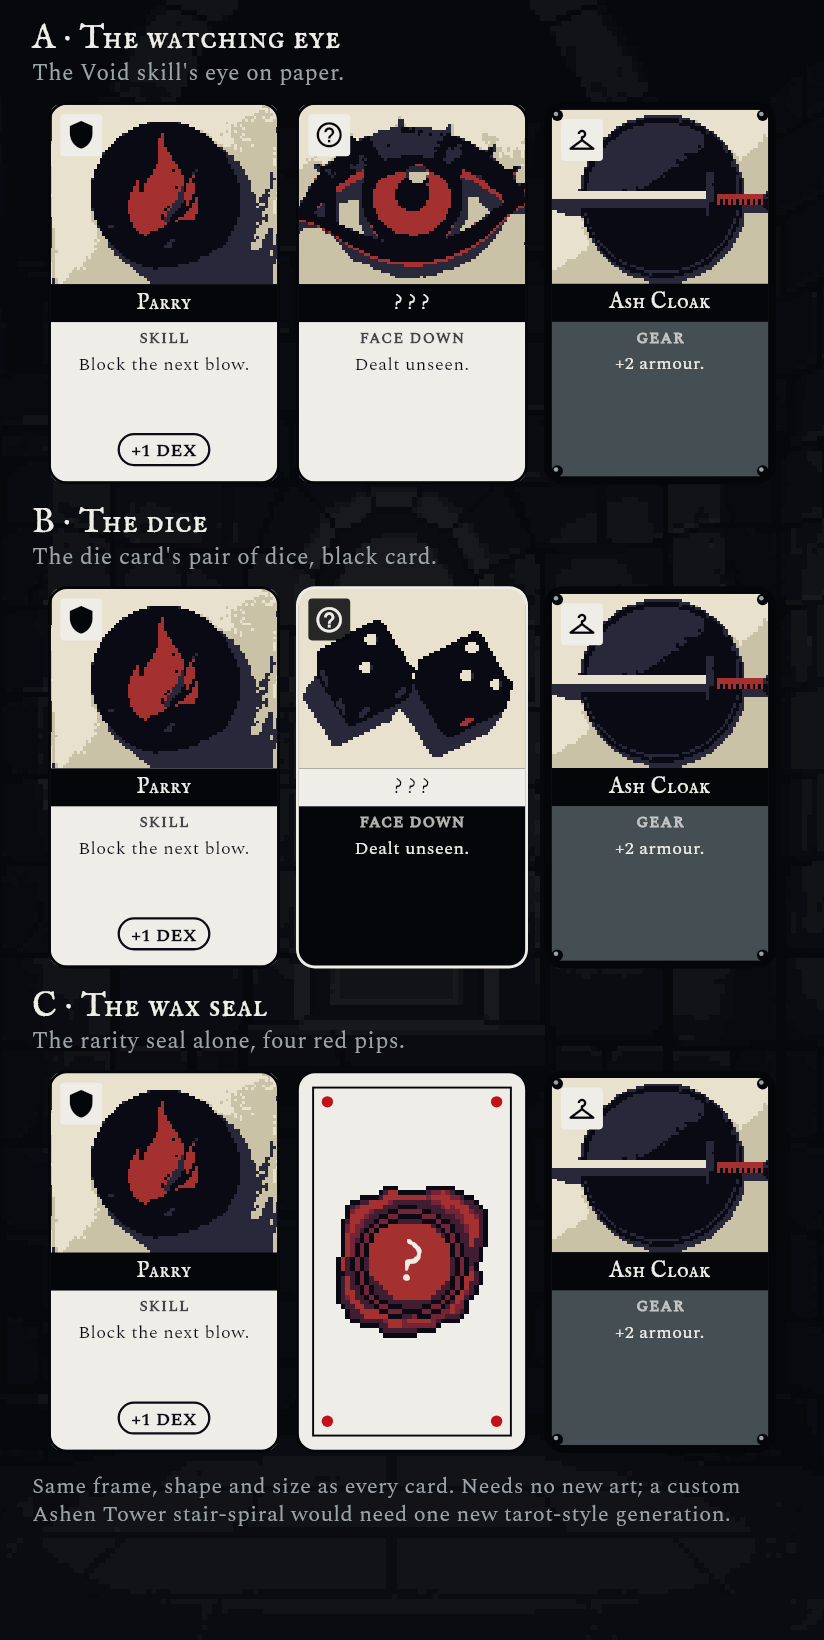 A · The watching eye
The Void skill's eye on paper.
Parry
? ? ?
Ash Cloak
SKILL
FACE DOWN
GEAR
Block the next blow.
Dealt unseen.
+2 armour.
+1 DEX
B · The dice
The die card's pair of dice, black card.
Parry
? ? ?
Ash Cloak
SKILL
FACE DOWN
GEAR
Block the next blow.
Dealt unseen.
+2 armour.
+1 DEX
C · The wax seal
The rarity seal alone, four red pips.
?
Parry
Ash Cloak
SKILL
GEAR
Block the next blow.
+2 armour.
+1 DEX
Same frame, shape and size as every card. Needs no new art; a custom
Ashen Tower stair-spiral would need one new tarot-style generation.